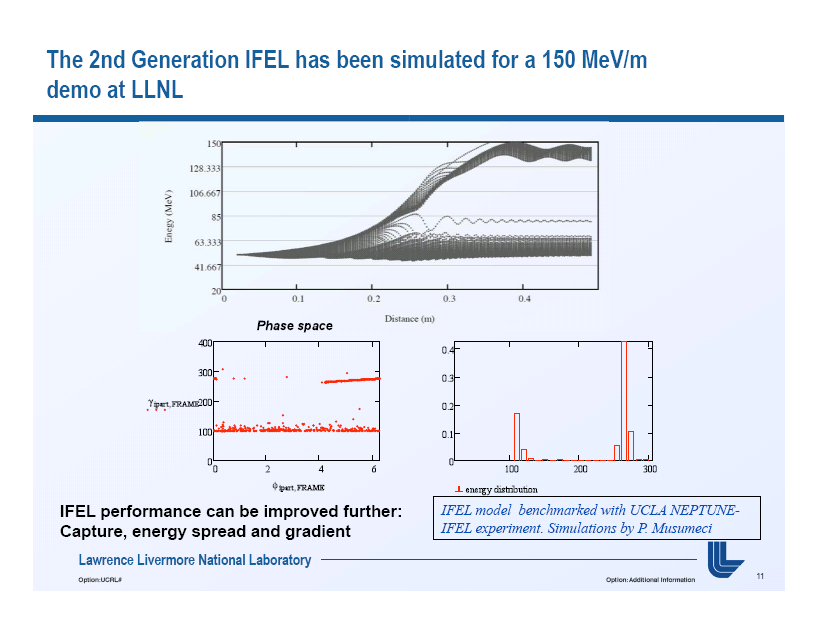 The 2nd Generation IFEL has been simulated for a 150 MeV/m
demo at LLNL
150
128.333
106.667
85
63.333
41.667
20
Energy (MeV)
0 0.1 0.2 0.3 0.4
Distance (m)
Phase space
400
300
200
100
0
γipart,FRAME
0 2 4 6
ϕipart,FRAME
0.4
0.3
0.2
0.1
0
100 200 300
energy distribution
IFEL performance can be improved further:
Capture, energy spread and gradient
IFEL model benchmarked with UCLA NEPTUNE-
IFEL experiment. Simulations by P. Musumeci
Lawrence Livermore National Laboratory
Option:UCRL#
Option:Additional Information
11